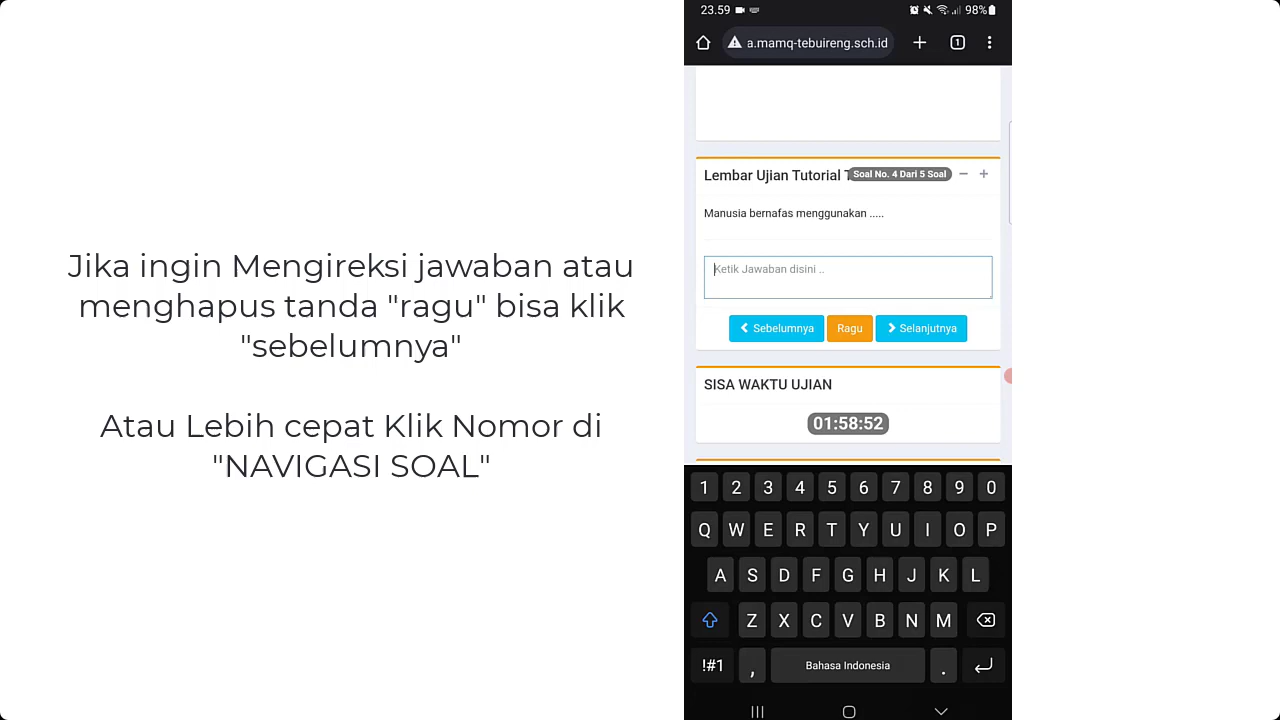 Jika ingin Mengireksi jawaban atau
menghapus tanda "ragu" bisa klik
"sebelumnya"
Atau Lebih cepat Klik Nomor di
"NAVIGASI SOAL"
23.59 98%
a.mamq-tebuireng.sch.id 1
Lembar Ujian Tutorial T Soal No. 4 Dari 5 Soal − +
Manusia bernafas menggunakan .....
Ketik Jawaban disini ..
Sebelumnya Ragu Selanjutnya
SISA WAKTU UJIAN
01:58:52
1 2 3 4 5 6 7 8 9 0
Q W E R T Y U I O P
A S D F G H J K L
Z X C V B N M
!#1 , Bahasa Indonesia .